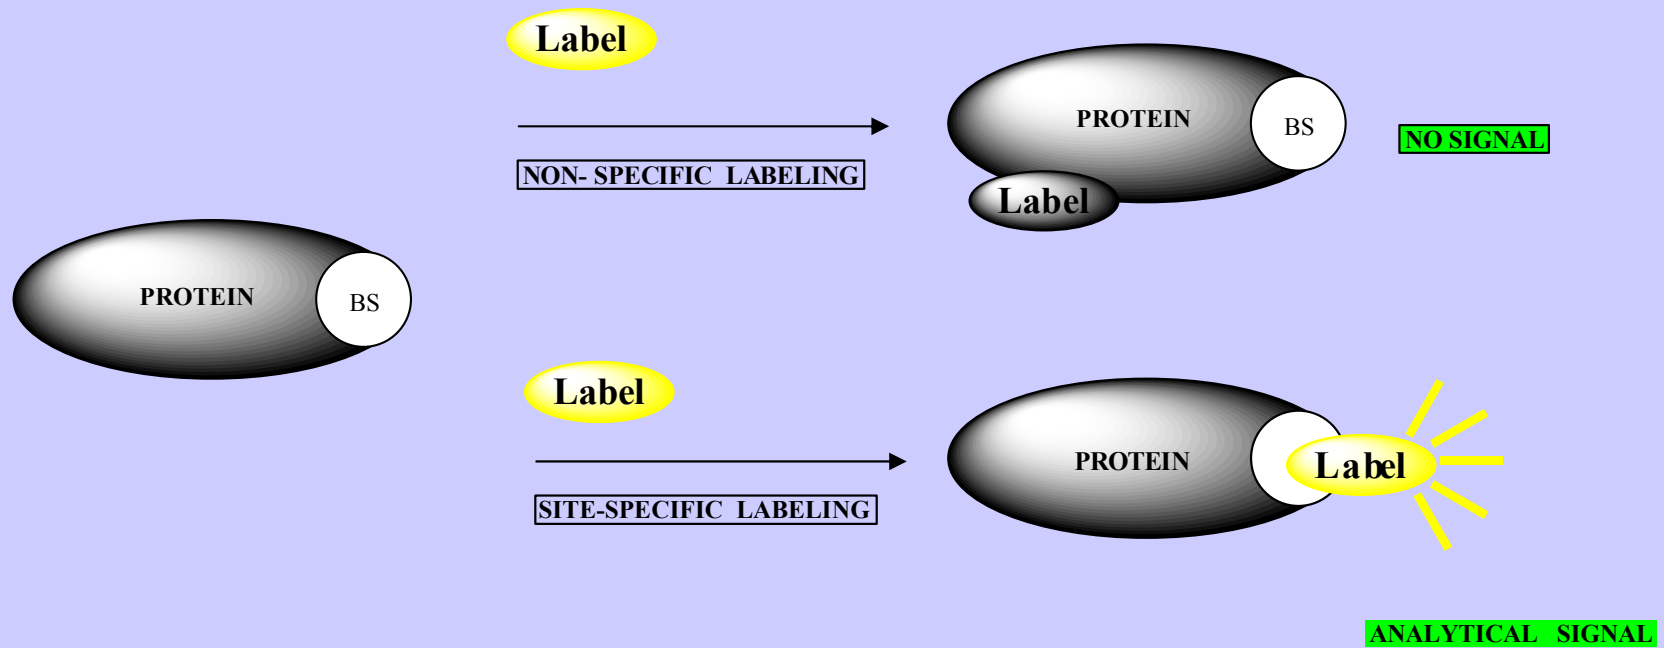 Label
NON- SPECIFIC LABELING
PROTEIN
BS
Label
NO SIGNAL
PROTEIN
BS
Label
SITE-SPECIFIC LABELING
PROTEIN
Label
ANALYTICAL SIGNAL